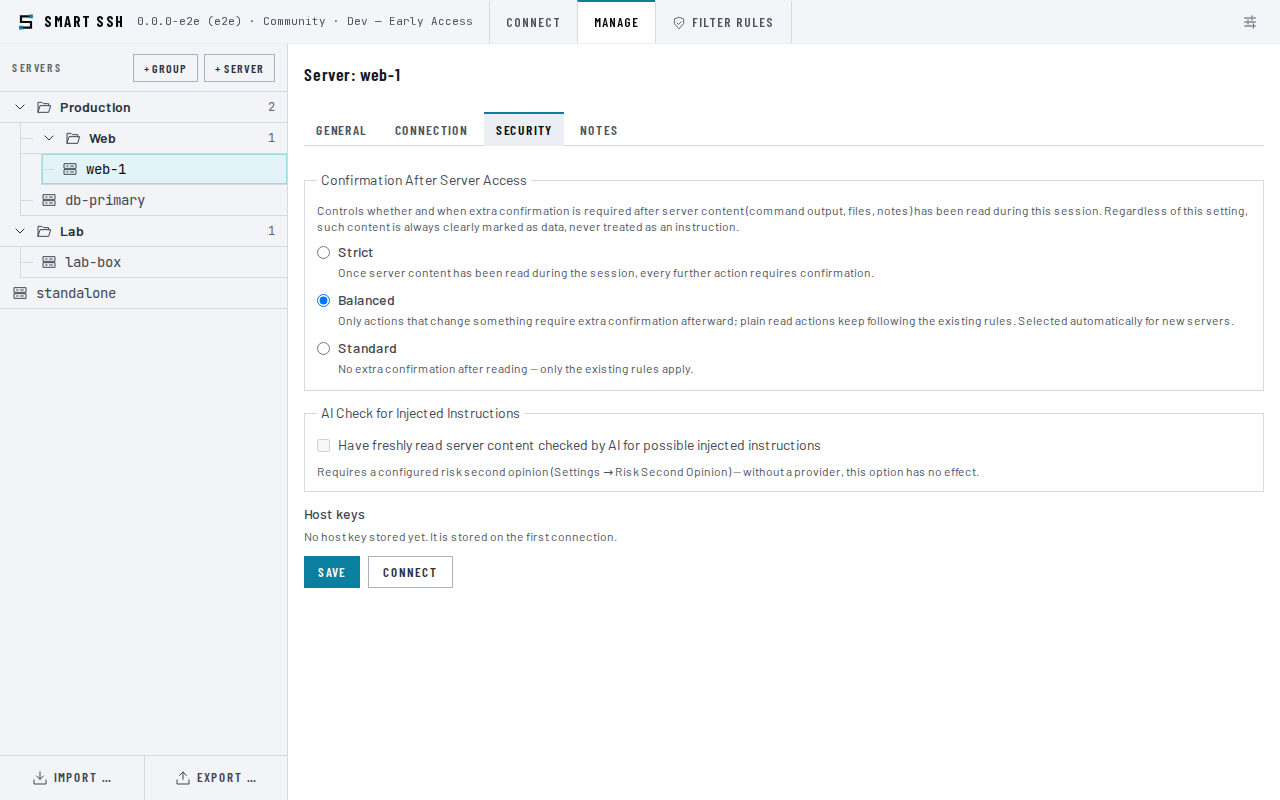 SMART SSH 0.0.0-e2e (e2e) · Community · Dev — Early Access CONNECT MANAGE FILTER RULES
SERVERS + GROUP + SERVER
Production 2
Web 1
web-1
db-primary
Lab 1
lab-box
standalone
IMPORT ... EXPORT ...
Server: web-1
GENERAL CONNECTION SECURITY NOTES
Confirmation After Server Access
Controls whether and when extra confirmation is required after server content (command output, files, notes) has been read during this session. Regardless of this setting,
such content is always clearly marked as data, never treated as an instruction.
Strict
Once server content has been read during the session, every further action requires confirmation.
Balanced
Only actions that change something require extra confirmation afterward; plain read actions keep following the existing rules. Selected automatically for new servers.
Standard
No extra confirmation after reading — only the existing rules apply.
AI Check for Injected Instructions
Have freshly read server content checked by AI for possible injected instructions
Requires a configured risk second opinion (Settings → Risk Second Opinion) — without a provider, this option has no effect.
Host keys
No host key stored yet. It is stored on the first connection.
SAVE CONNECT